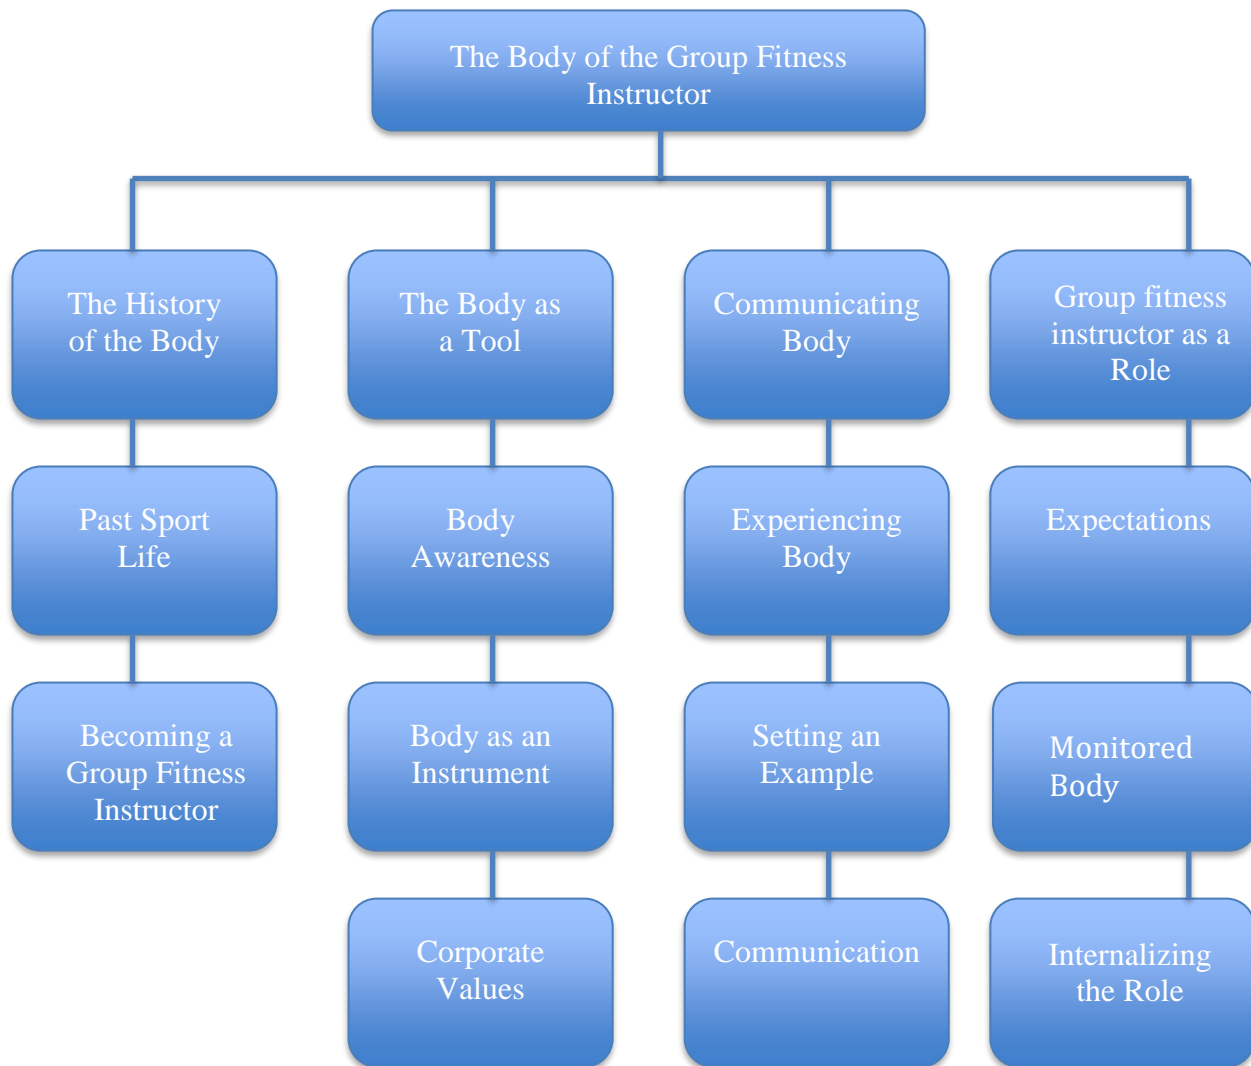 The Body of the Group Fitness
Instructor
The History
of the Body
The Body as
a Tool
Communicating
Body
Group fitness
instructor as a
Role
Past Sport
Life
Body
Awareness
Experiencing
Body
Expectations
Becoming a
Group Fitness
Instructor
Body as an
Instrument
Setting an
Example
Monitored
Body
Corporate
Values
Communication
Internalizing
the Role